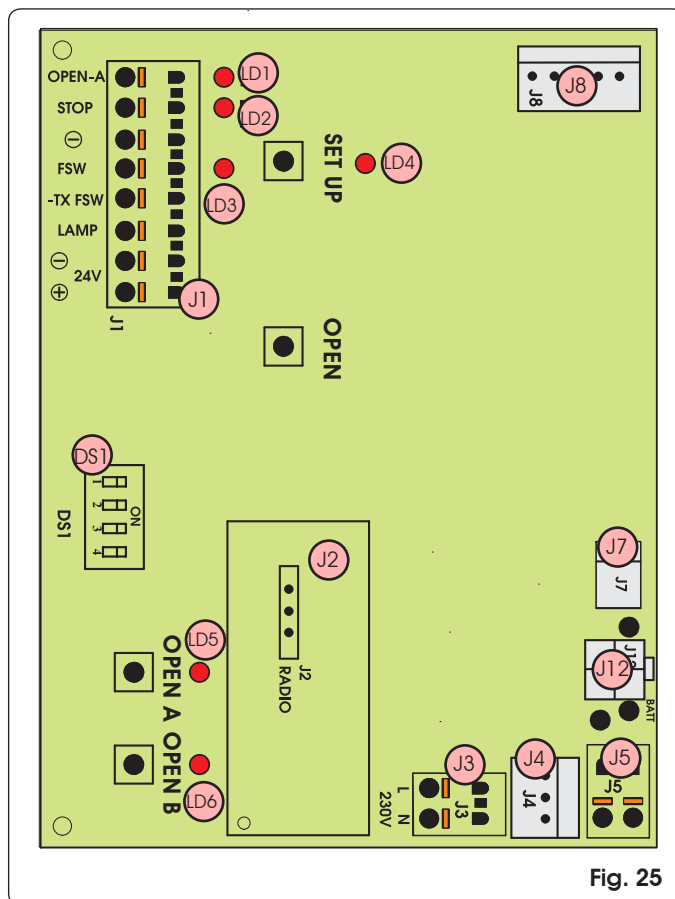 OPEN-A
STOP
⊖
FSW
-TX FSW
LAMP
⊖
24V
⊕
J1
J1
LD1
LD2
LD3
SET UP
LD4
J8
J8
OPEN
DS1
1
2
3
4
ON
DS1
J2
J2
RADIO
J7
J7
J12
BATT
LD5
OPEN A
OPEN B
LD6
J3
L
N
230V
J3
J4
J4
J5
J5
Fig. 25